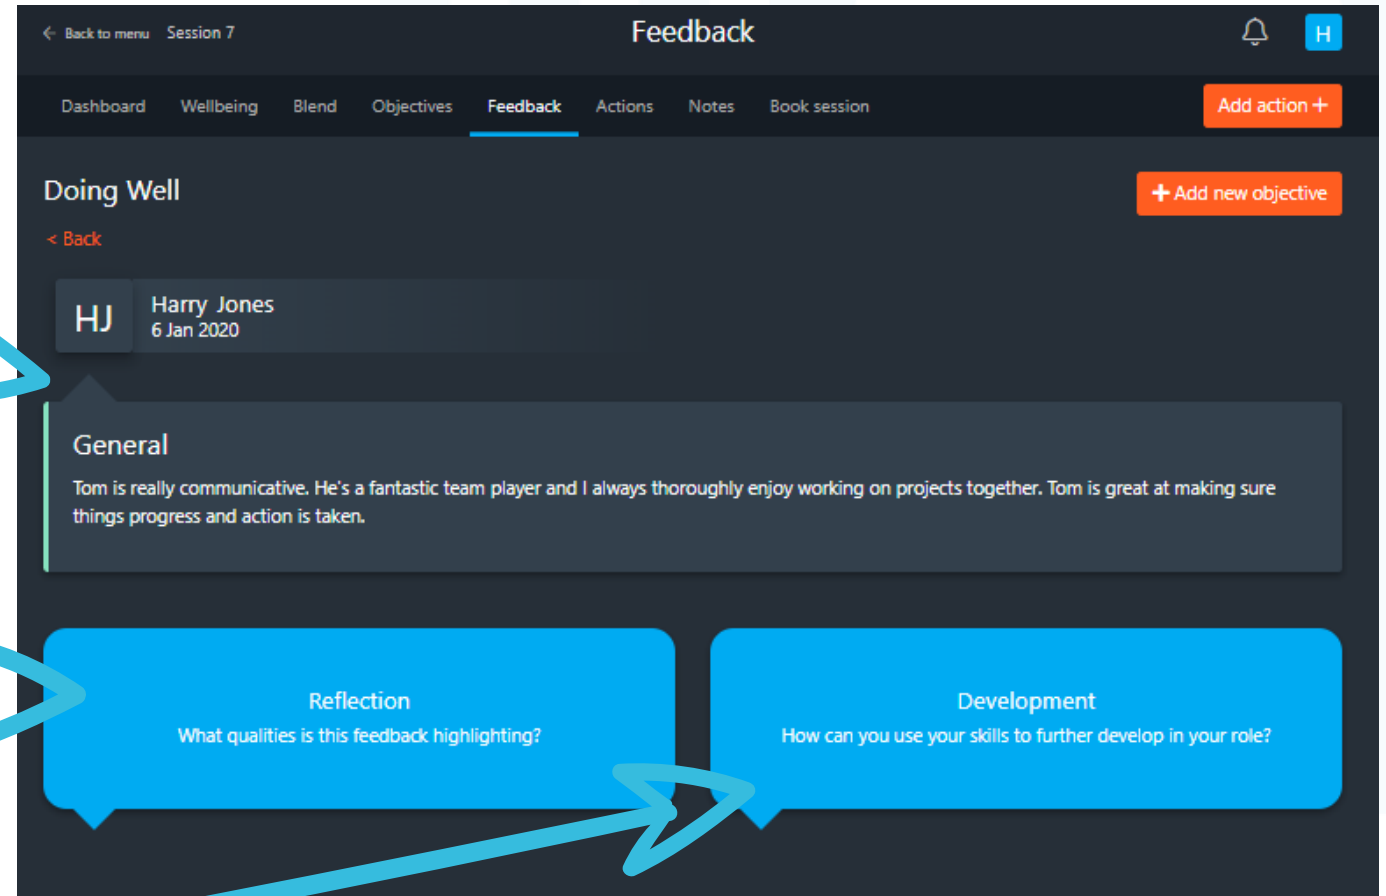 Back to menu Session 7 Feedback H
Dashboard Wellbeing Blend Objectives Feedback Actions Notes Book session Add action +
Doing Well + Add new objective
< Back
HJ
Harry Jones
6 Jan 2020
General
Tom is really communicative. He's a fantastic team player and I always thoroughly enjoy working on projects together. Tom is great at making sure
things progress and action is taken.
Reflection
What qualities is this feedback highlighting?
Development
How can you use your skills to further develop in your role?